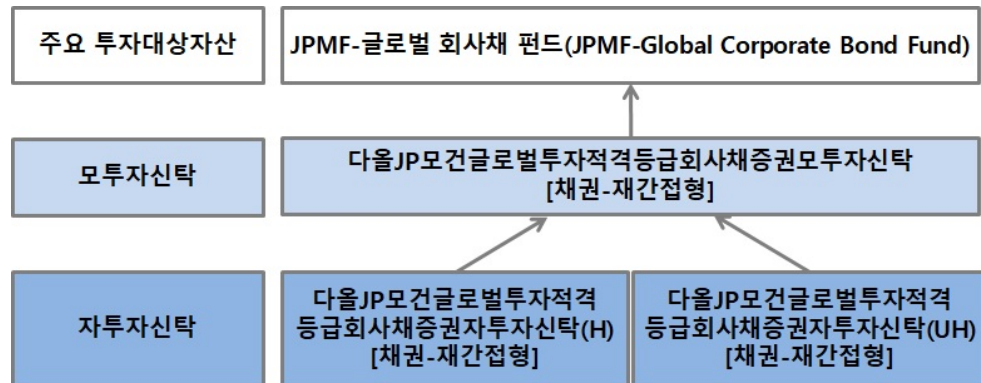 주요 투자대상자산
JPMF-글로벌 회사채 펀드(JPMF-Global Corporate Bond Fund)
모투자신탁
다올JP모건글로벌투자적격등급회사채증권모투자신탁
[채권-재간접형]
자투자신탁
다올JP모건글로벌투자적격
등급회사채증권자투자신탁(H)
[채권-재간접형]
다올JP모건글로벌투자적격
등급회사채증권자투자신탁(UH)
[채권-재간접형]